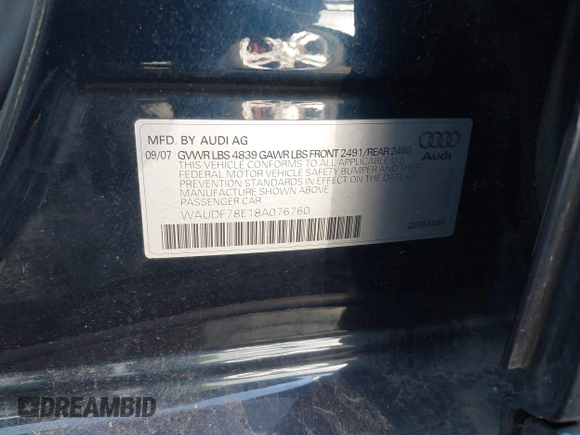 MFD. BY AUDI AG
09/07 GVWR LBS 4839 GAWR LBS FRONT 2491/REAR 2469
THIS VEHICLE CONFORMS TO ALL APPLICABLE U.S.
FEDERAL MOTOR VEHICLE SAFETY, BUMPER AND THEFT
PREVENTION STANDARDS IN EFFECT ON DATE OF
MANUFACTURE SHOWN ABOVE
PASSENGER CAR
WAUDF78E18A076760
Audi
GERMANY
DREAMBID